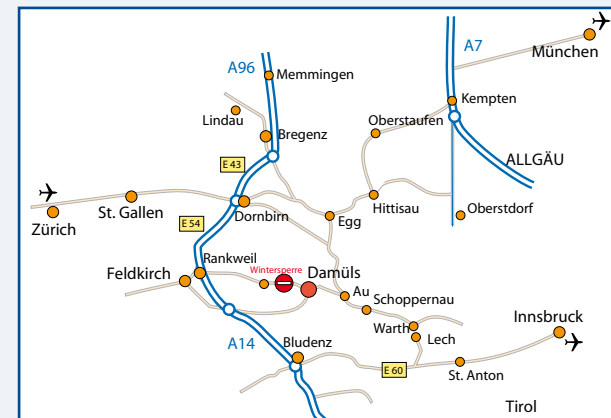 A7
München
A96
Memmingen
Kempten
Lindau
Oberstaufen
Bregenz
ALLGÄU
E 43
St. Gallen
Dornbirn
Hittisau
Oberstdorf
Zürich
E 54
Egg
Rankweil
Feldkirch
Wintersperre
Damüls
Au
Schoppernau
Innsbruck
Warth
Lech
A14
Bludenz
E 60
St. Anton
Tirol